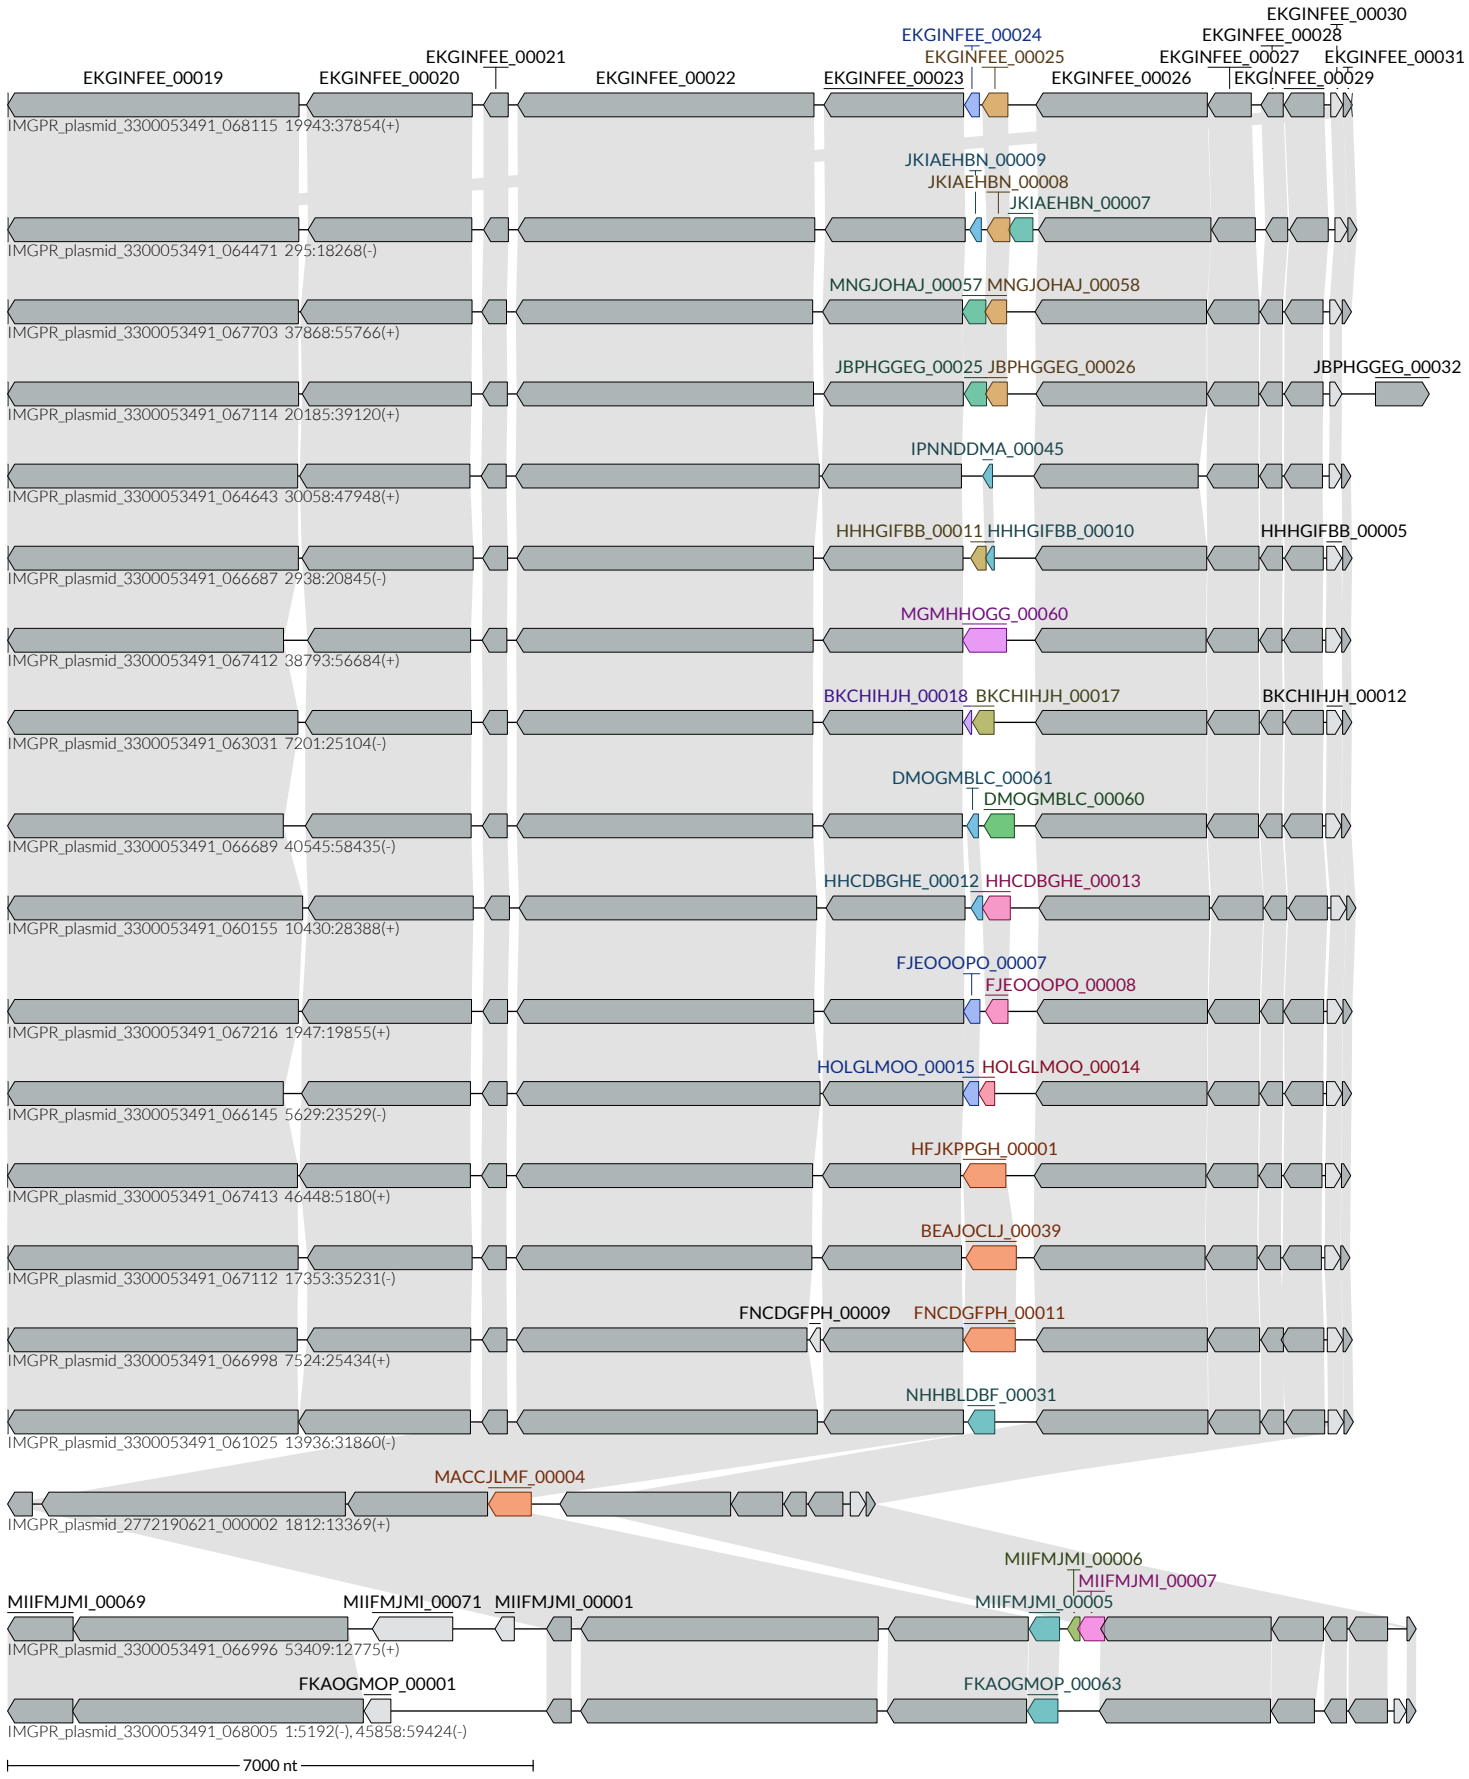 EKGINFEE_00030
EKGINFEE_00024 EKGINFEE_00028
EKGINFEE_00021 EKGINFEE_00025 EKGINFEE_00027 EKGINFEE_00031
EKGINFEE_00019 EKGINFEE_00020 EKGINFEE_00022 EKGINFEE_00023 EKGINFEE_00026 EKGINFEE_00029
IMGPR_plasmid_3300053491_068115 19943:37854(+)
JKIAEHBN_00009
JKIAEHBN_00008
JKIAEHBN_00007
IMGPR_plasmid_3300053491_064471 295:18268(-)
MNGJOHAJ_00057 MNGJOHAJ_00058
IMGPR_plasmid_3300053491_067703 37868:55766(+)
JBPHGGEG_00025 JBPHGGEG_00026 JBPHGGEG_00032
IMGPR_plasmid_3300053491_067114 20185:39120(+)
IPNNDDMA_00045
IMGPR_plasmid_3300053491_064643 30058:47948(+)
HHHGIFBB_00011 HHHGIFBB_00010 HHHGIFBB_00005
IMGPR_plasmid_3300053491_066687 2938:20845(-)
MGMHHOGG_00060
IMGPR_plasmid_3300053491_067412 38793:56684(+)
BKCHIHJH_00018 BKCHIHJH_00017 BKCHIHJH_00012
IMGPR_plasmid_3300053491_063031 7201:25104(-)
DMOGMBLC_00061
DMOGMBLC_00060
IMGPR_plasmid_3300053491_066689 40545:58435(-)
HHCDBGHE_00012 HHCDBGHE_00013
IMGPR_plasmid_3300053491_060155 10430:28388(+)
FJEOOOPO_00007
FJEOOOPO_00008
IMGPR_plasmid_3300053491_067216 1947:19855(+)
HOLGLMOO_00015 HOLGLMOO_00014
IMGPR_plasmid_3300053491_066145 5629:23529(-)
HFJKPPGH_00001
IMGPR_plasmid_3300053491_067413 46448:5180(+)
BEAJOCLJ_00039
IMGPR_plasmid_3300053491_067112 17353:35231(-)
FNCDGFPH_00009 FNCDGFPH_00011
IMGPR_plasmid_3300053491_066998 7524:25434(+)
NHHBLDBF_00031
IMGPR_plasmid_3300053491_061025 13936:31860(-)
MACCJLMF_00004
IMGPR_plasmid_2772190621_000002 1812:13369(+)
MIIFMJMI_00006
MIIFMJMI_00007
MIIFMJMI_00069 MIIFMJMI_00071 MIIFMJMI_00001 MIIFMJMI_00005
IMGPR_plasmid_3300053491_066996 53409:12775(+)
FKAOGMOP_00001 FKAOGMOP_00063
IMGPR_plasmid_3300053491_068005 1:5192(-), 45858:59424(-)
7000 nt